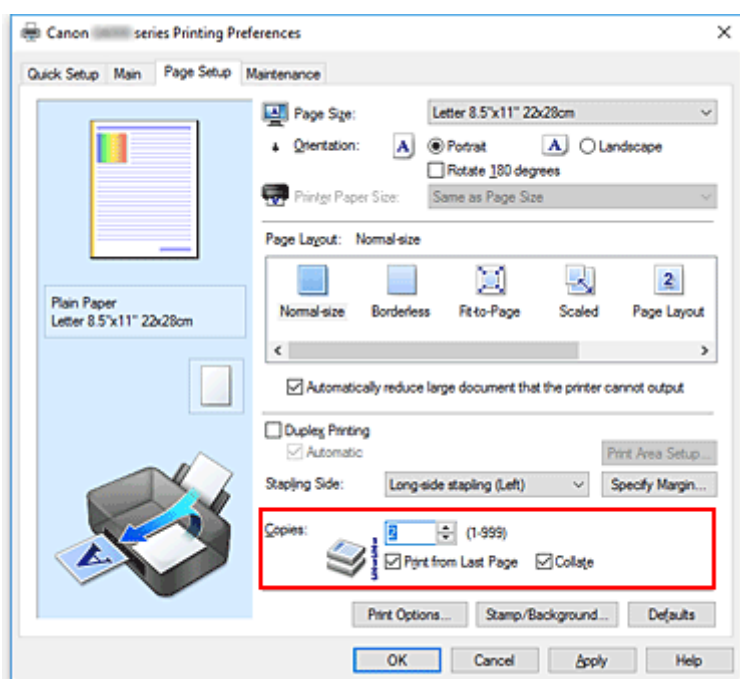 Canon series Printing Preferences
Quick Setup Main Page Setup Maintenance
Page Size: Letter 8.5"x11" 22x28cm
Orientation: A Portrait A Landscape
Rotate 180 degrees
Printer Paper Size: Same as Page Size
Page Layout: Normal-size
2
Normal-size Borderless Fit-to-Page Scaled Page Layout
Plain Paper
Letter 8.5"x11" 22x28cm
Automatically reduce large document that the printer cannot output
Duplex Printing
Automatic
Print Area Setup...
Stapling Side: Long-side stapling (Left) Specify Margin...
Copies: 2 (1-999)
Print from Last Page Collate
A
Print Options... Stamp/Background... Defaults
OK Cancel Apply Help